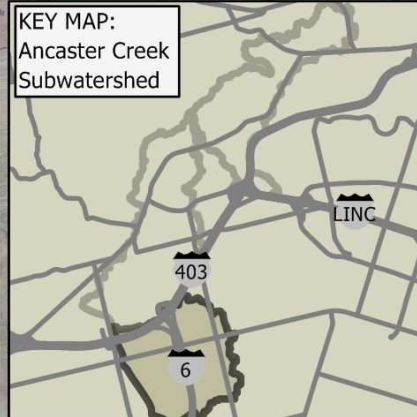 KEY MAP:
Ancaster Creek
Subwatershed
LINC
403
6